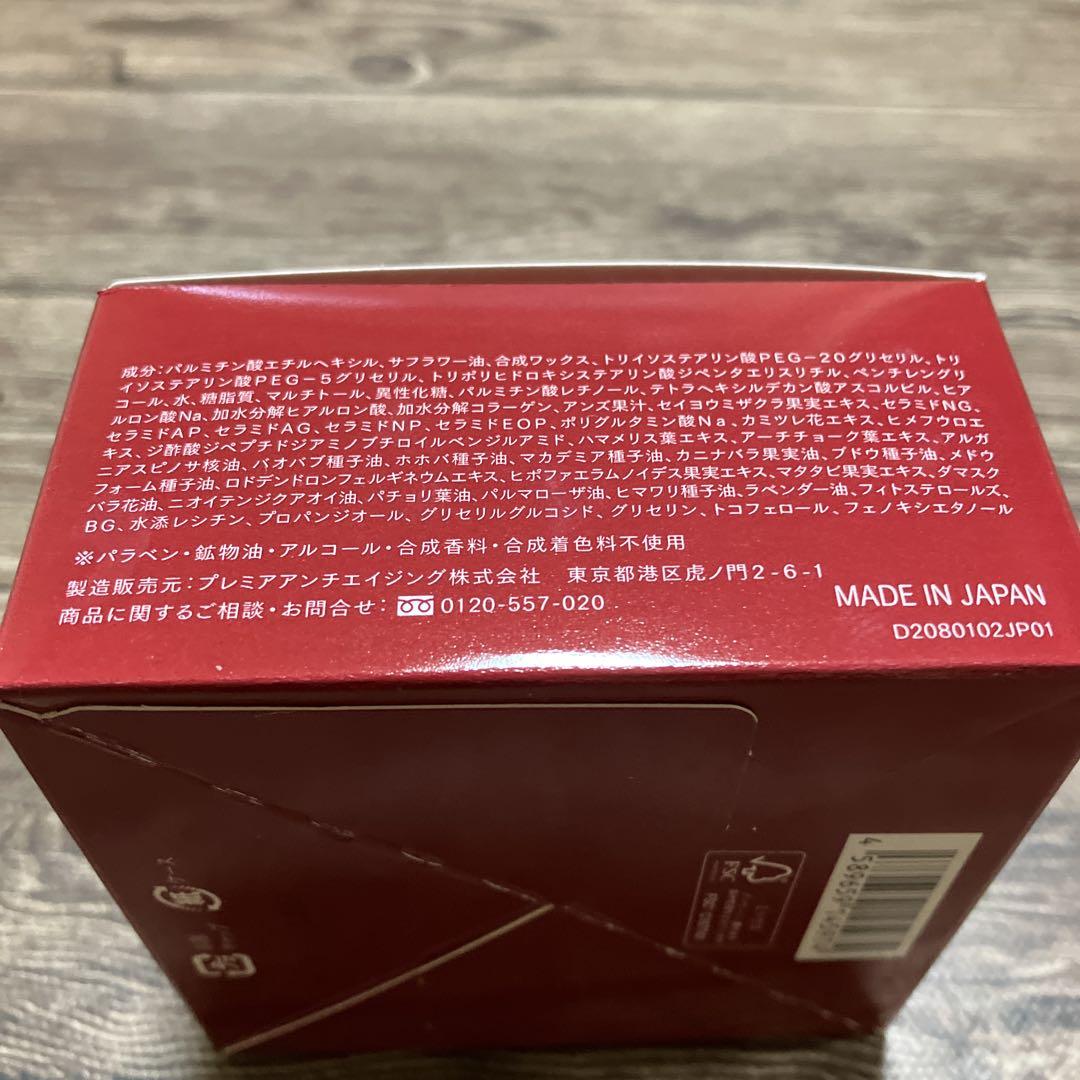 成分:パルミチン酸エチルヘキシル、サフラワー油、合成ワックス、トリイソステアリン酸PEG-20グリセリル、トリ
イソステアリン酸PEG-5グリセリル、トリポリヒドロキシステアリン酸ジペンタエリスリチル、ペンチレングリ
コール、水、糖脂質、マルチトール、異性化糖、パルミチン酸レチノール、テトラヘキシルデカン酸アスコルビル、ヒア
ルロン酸Na、加水分解ヒアルロン酸、加水分解コラーゲン、アンズ果汁、セイヨウミザクラ果実エキス、セラミドNG、
セラミドAP、セラミドAG、セラミドNP、セラミドEOP、ポリグルタミン酸Na、カミツレ花エキス、ヒメフウロエ
キス、ジ酢酸ジペプチドジアミノブチロイルベンジルアミド、ハマメリス葉エキス、アーチチョーク葉エキス、アルガ
ニアスピノサ核油、バオバブ種子油、ホホバ種子油、マカデミア種子油、カニナバラ果実油、ブドウ種子油、メドウ
フォーム種子油、ロドデンドロンフェルギネウムエキス、ヒポファエラムノイデス果実エキス、マタタビ果実エキス、ダマスク
バラ花油、ニオイテンジクアオイ油、パチョリ葉油、パルマローザ油、ヒマワリ種子油、ラベンダー油、フィトステロールズ、
BG、水添レシチン、プロパンジオール、グリセリルグルコシド、グリセリン、トコフェロール、フェノキシエタノール
※パラベン・鉱物油・アルコール・合成香料・合成着色料不使用
製造販売元:プレミアアンチエイジング株式会社 東京都港区虎ノ門2-6-1
商品に関するご相談・お問合せ: 0120-557-020
MADE IN JAPAN
D2080102JP01
ケース
FSC